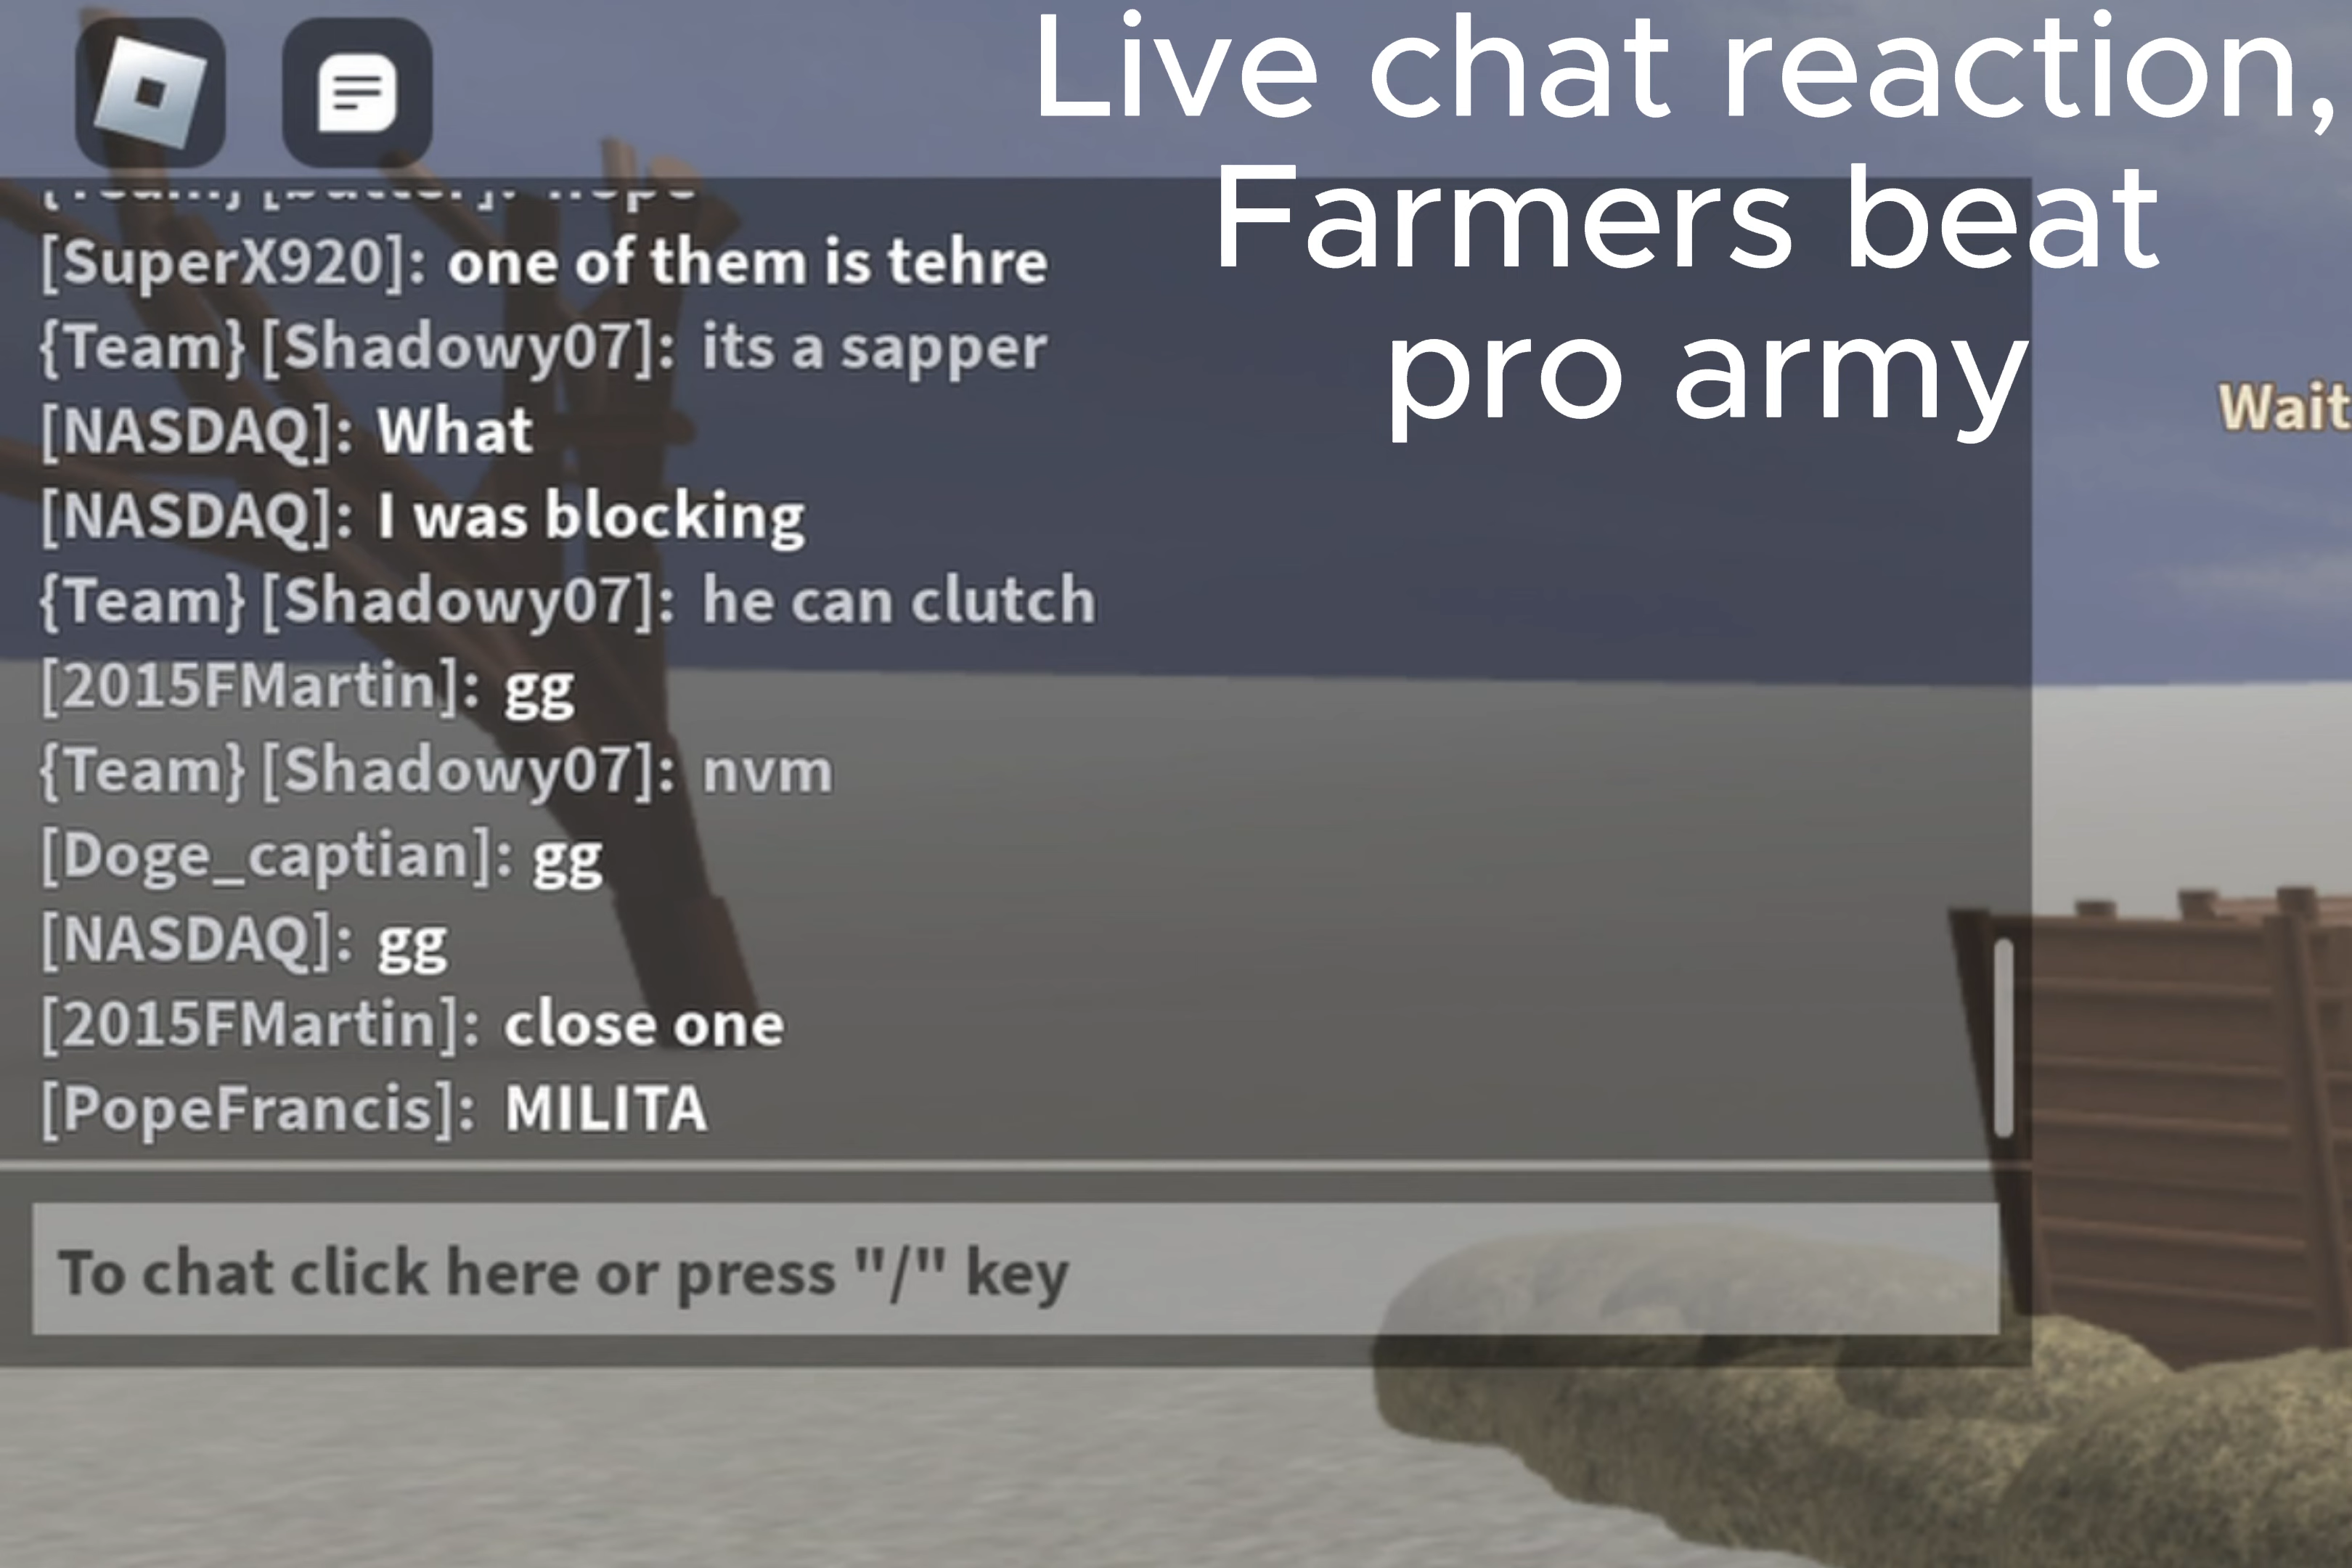 Live chat reaction,
Farmers beat
pro army
[SuperX920]: one of them is tehre
{Team} [Shadowy07]: its a sapper
[NASDAQ]: What
[NASDAQ]: I was blocking
{Team} [Shadowy07]: he can clutch
[2015FMartin]: gg
{Team} [Shadowy07]: nvm
[Doge_captian]: gg
[NASDAQ]: gg
[2015FMartin]: close one
[PopeFrancis]: MILITA
To chat click here or press "/" key
Wait